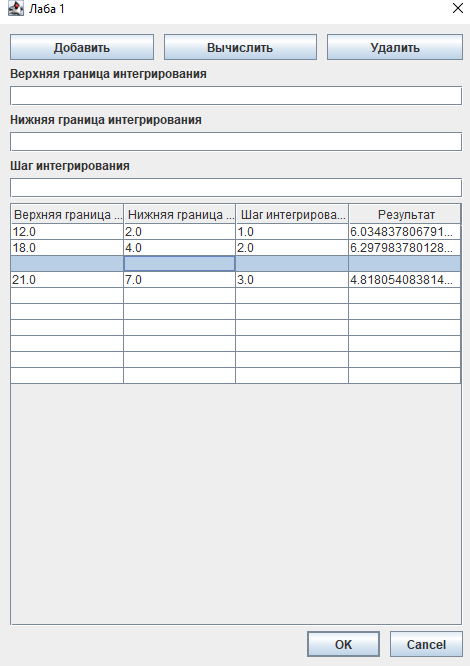 Лаба 1
Добавить Вычислить Удалить
Верхняя граница интегрирования
Нижняя граница интегрирования
Шаг интегрирования
Верхняя граница ... Нижняя граница ... Шаг интегрирова... Результат
12.0 2.0 1.0 6.034837806791...
18.0 4.0 2.0 6.297983780128...
21.0 7.0 3.0 4.818054083814...
OK Cancel